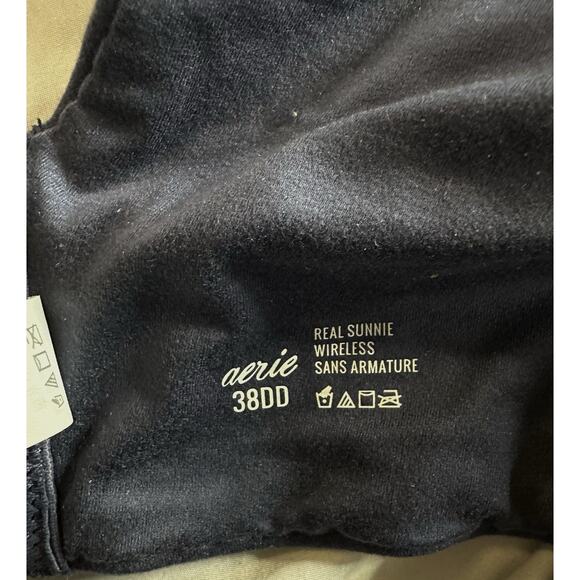 REAL SUNNIE
WIRELESS
SANS ARMATURE
aerie
38DD